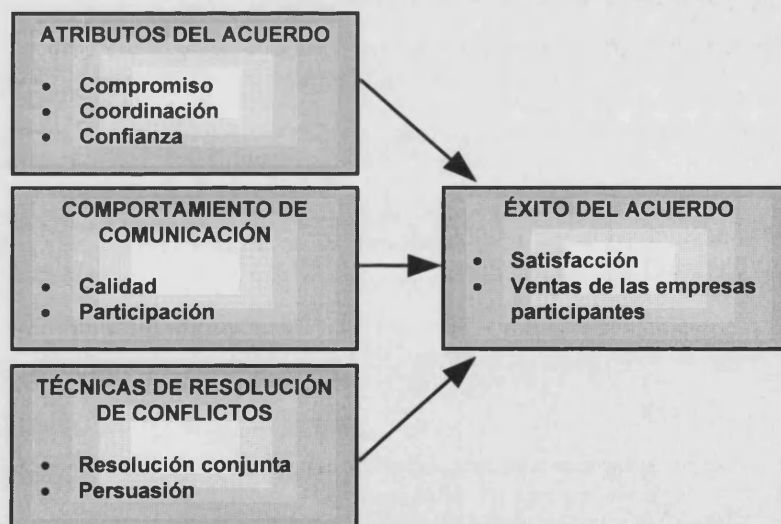 ATRIBUTOS DEL ACUERDO
• Compromiso
• Coordinación
• Confianza
COMPORTAMIENTO DE
COMUNICACIÓN
• Calidad
• Participación
TÉCNICAS DE RESOLUCIÓN
DE CONFLICTOS
• Resolución conjunta
• Persuasión
ÉXITO DEL ACUERDO
• Satisfacción
• Ventas de las empresas
participantes